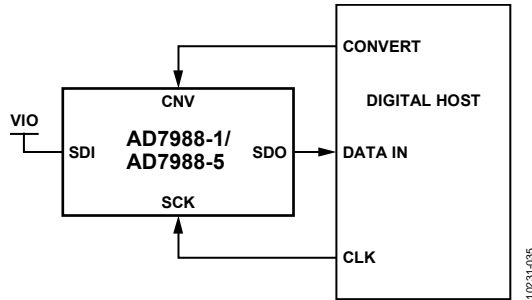 CONVERT
CNV
DIGITAL HOST
VIO
SDI
AD7988-1/
AD7988-5
SDO
DATA IN
SCK
CLK
10231-035